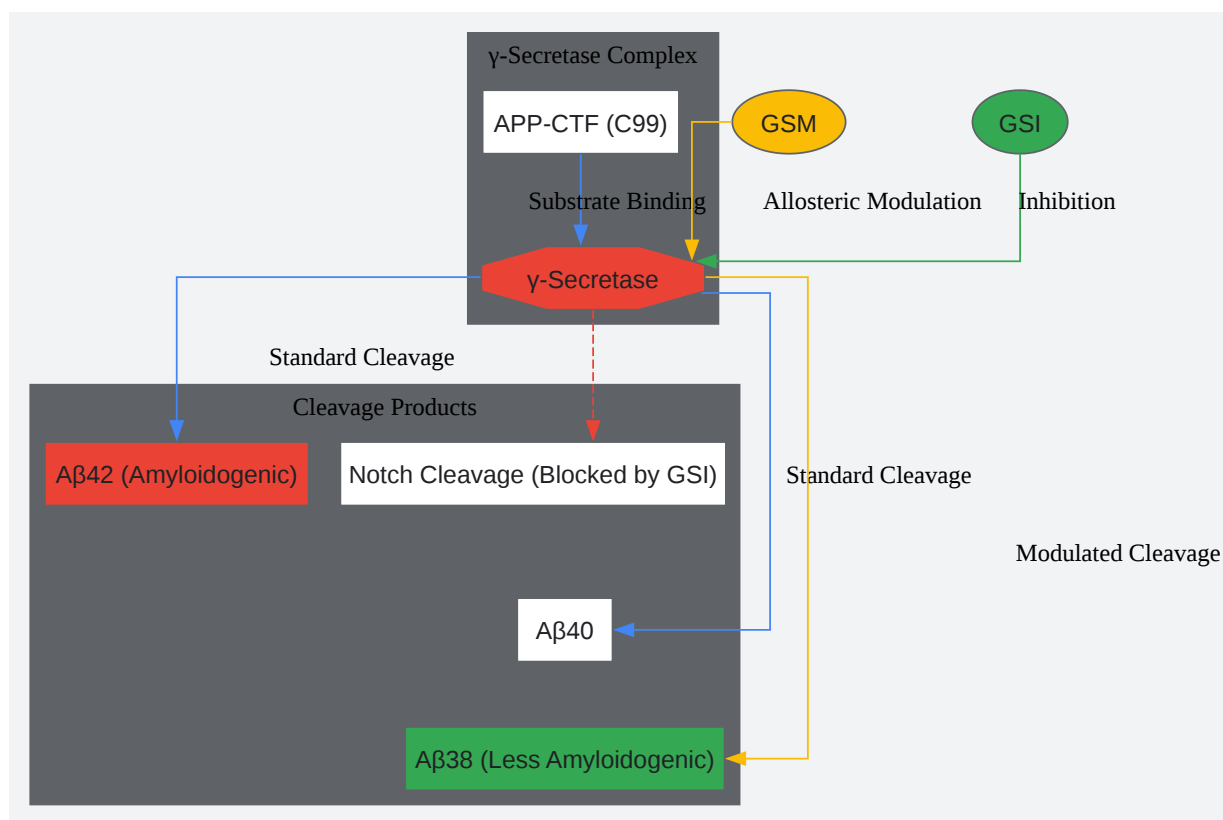 γ-Secretase Complex
APP-CTF (C99)
GSM
GSI
Substrate Binding
Allosteric Modulation
Inhibition
γ-Secretase
Standard Cleavage
Cleavage Products
Aβ42 (Amyloidogenic)
Notch Cleavage (Blocked by GSI)
Standard Cleavage
Modulated Cleavage
Aβ40
Aβ38 (Less Amyloidogenic)